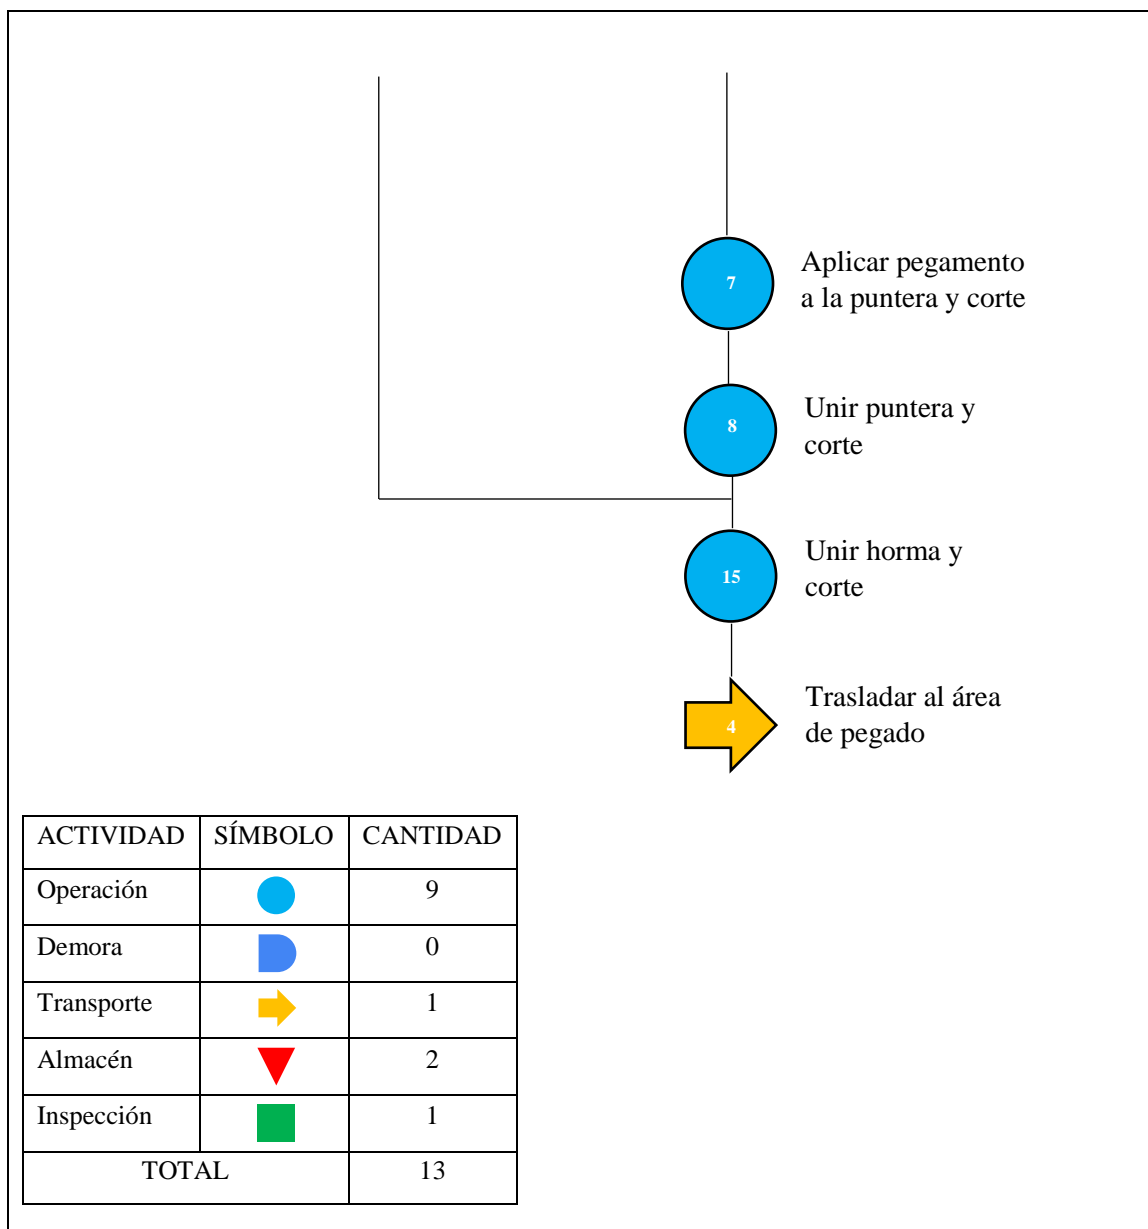 7
Aplicar pegamento
a la puntera y corte
8
Unir puntera y
corte
15
Unir horma y
corte
4
Trasladar al área
de pegado
ACTIVIDAD SÍMBOLO CANTIDAD
Operación 9
Demora 0
Transporte 1
Almacén 2
Inspección 1
TOTAL 13